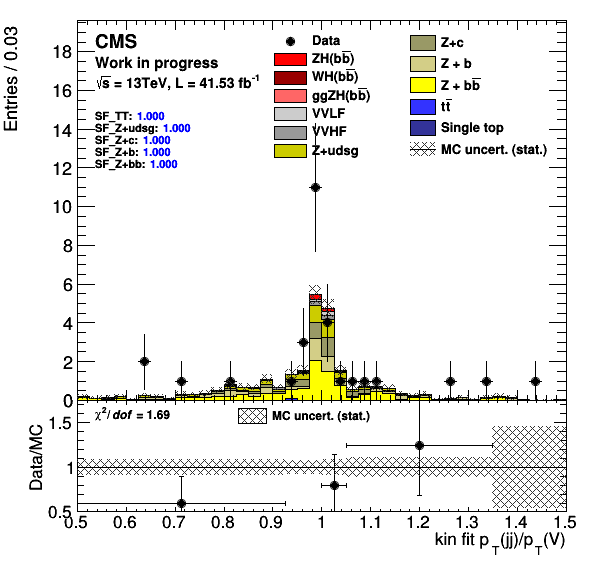 CMS
Work in progress
√s = 13TeV, L = 41.53 fb⁻¹
SF_TT: 1.000
SF_Z+udsg: 1.000
SF_Z+c: 1.000
SF_Z+b: 1.000
SF_Z+bb: 1.000
Data
ZH(bb̅)
WH(bb̅)
ggZH(bb̅)
VVLF
VVHF
Z+udsg
Z+c
Z + b
Z + bb̅
tt̅
Single top
MC uncert. (stat.)
Entries / 0.03
18
16
14
12
10
8
6
4
2
0
χ²/dof = 1.69
MC uncert. (stat.)
Data/MC
1.5
1
0.5
0.5 0.6 0.7 0.8 0.9 1 1.1 1.2 1.3 1.4 1.5
kin fit p_T(jj)/p_T(V)